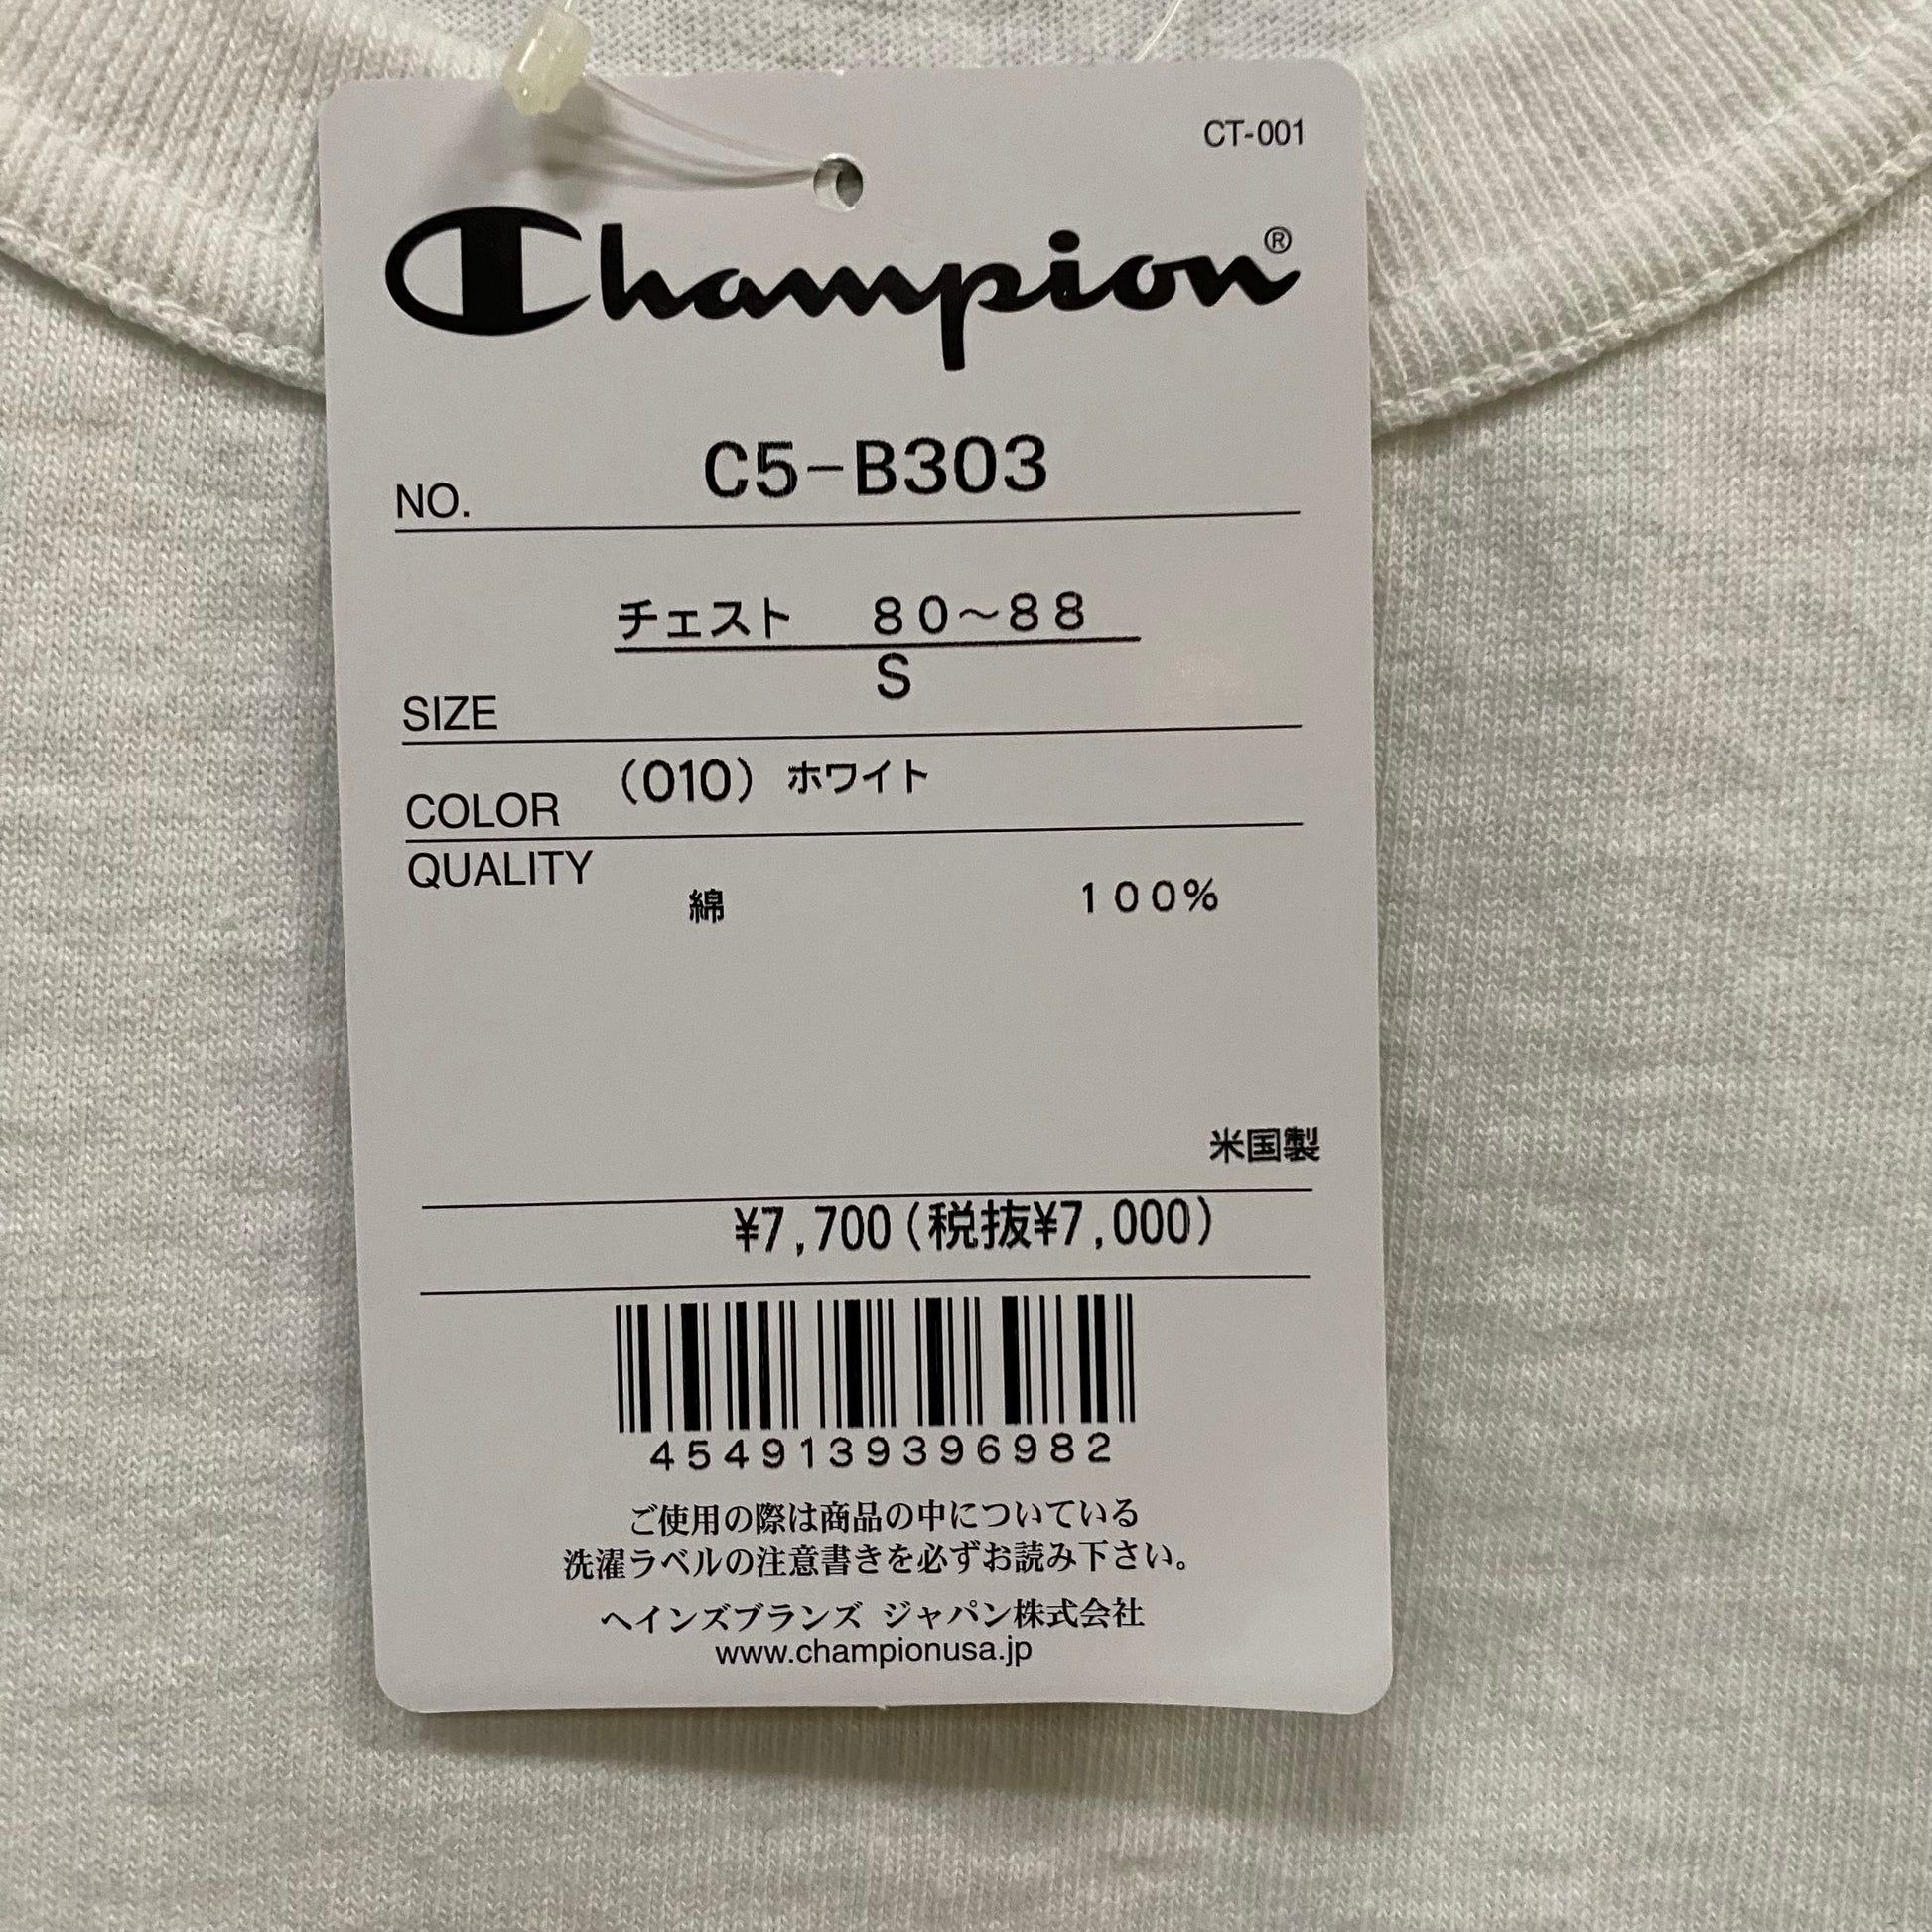 CT-001
Champion®
NO. C5-B303
チェスト 80～88
S
SIZE
COLOR (010) ホワイト
QUALITY
綿 100%
米国製
¥7,700(税抜¥7,000)
4549139396982
ご使用の際は商品の中についている
洗濯ラベルの注意書きを必ずお読み下さい。
ヘインズブランズ ジャパン株式会社
www.championusa.jp